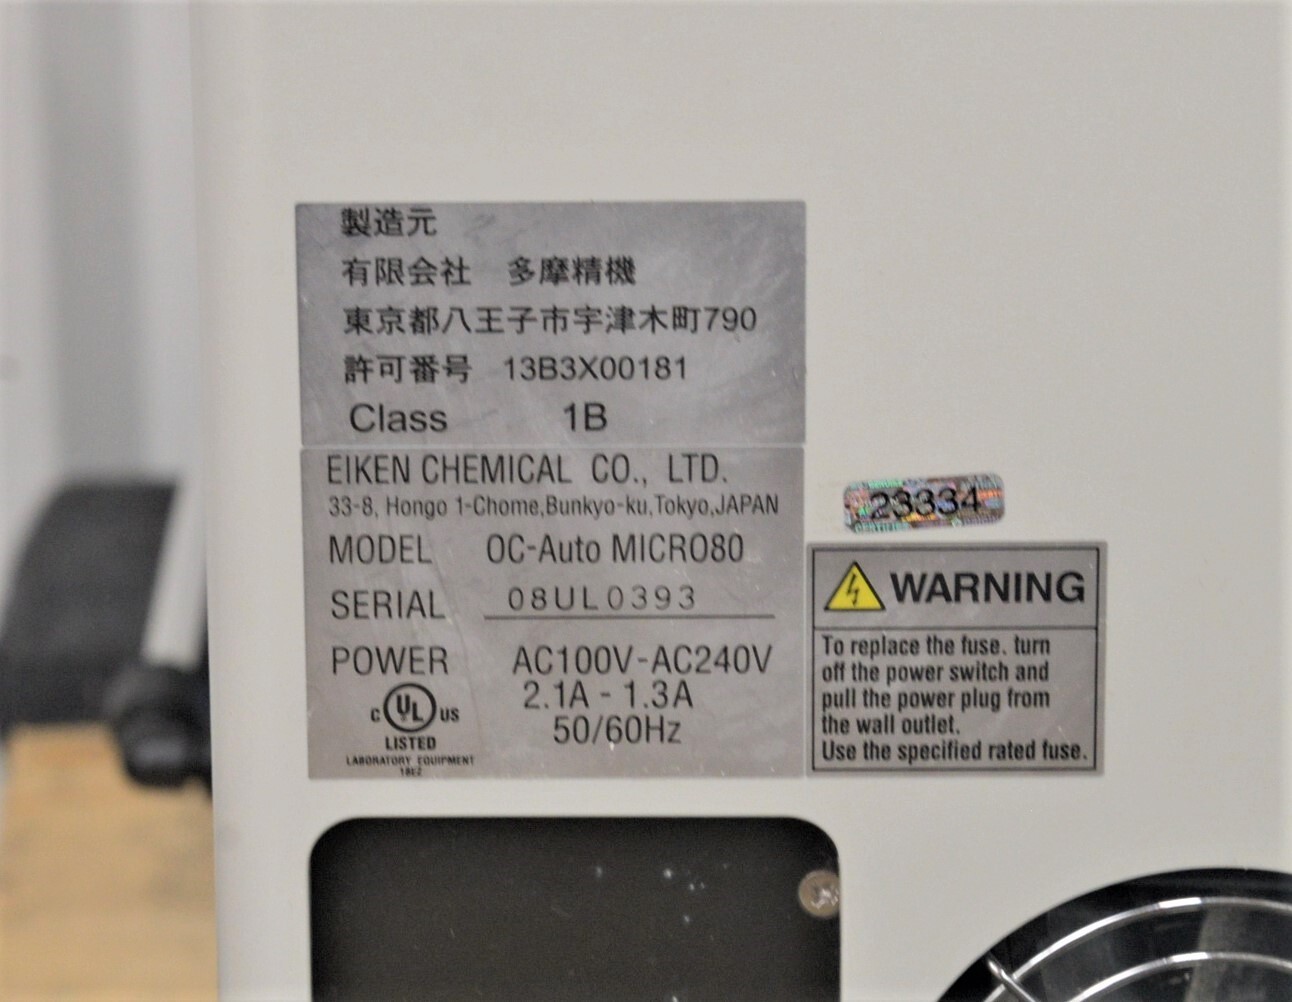 製造元
有限会社 多摩精機
東京都八王子市宇津木町790
許可番号 13B3X00181
Class 1B
EIKEN CHEMICAL CO., LTD.
33-8, Hongo 1-Chome,Bunkyo-ku,Tokyo,JAPAN
MODEL OC-Auto MICRO80
SERIAL 08UL0393
POWER AC100V-AC240V
2.1A - 1.3A
50/60Hz
C UL US
LISTED
LABORATORY EQUIPMENT
18E2
23334
WARNING
To replace the fuse. turn
off the power switch and
pull the power plug from
the wall outlet.
Use the specified rated fuse.